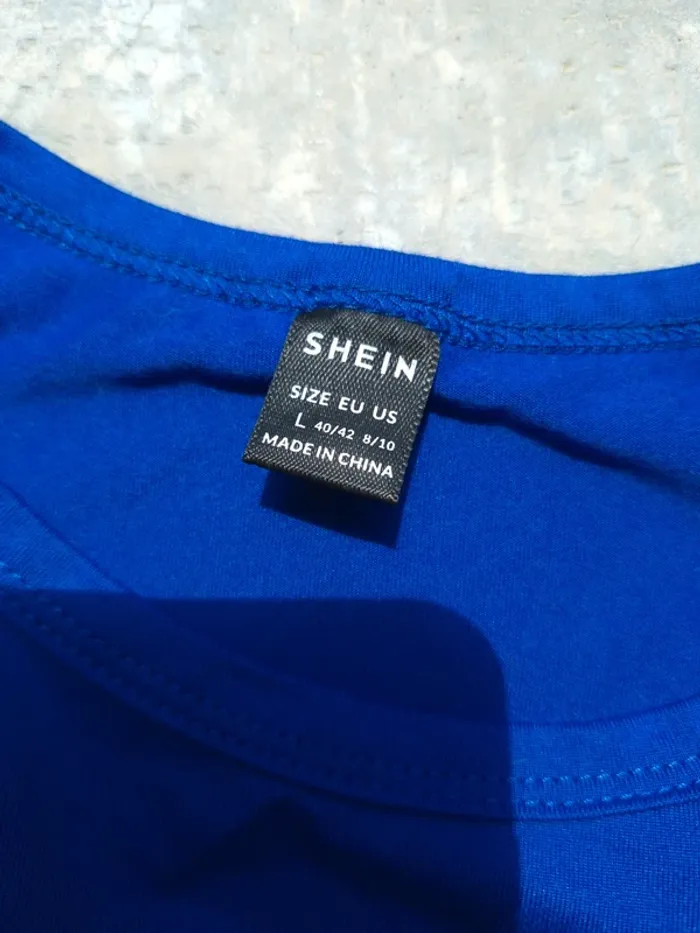 SHEIN
SIZE EU US
L 40/42 8/10
MADE IN CHINA